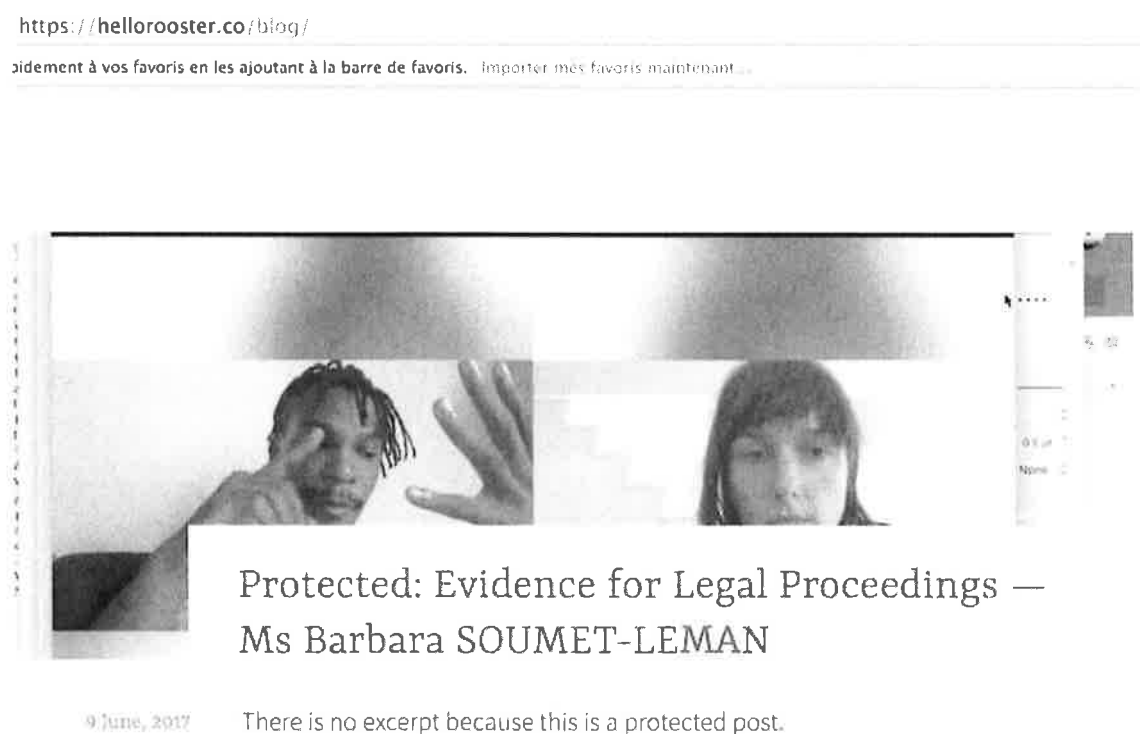 https://hellorooster.co/blog/
pidement à vos favoris en les ajoutant à la barre de favoris. Importer mes favoris maintenant...
None
Protected: Evidence for Legal Proceedings —
Ms Barbara SOUMET-LEMAN
9 June, 2017
There is no excerpt because this is a protected post.